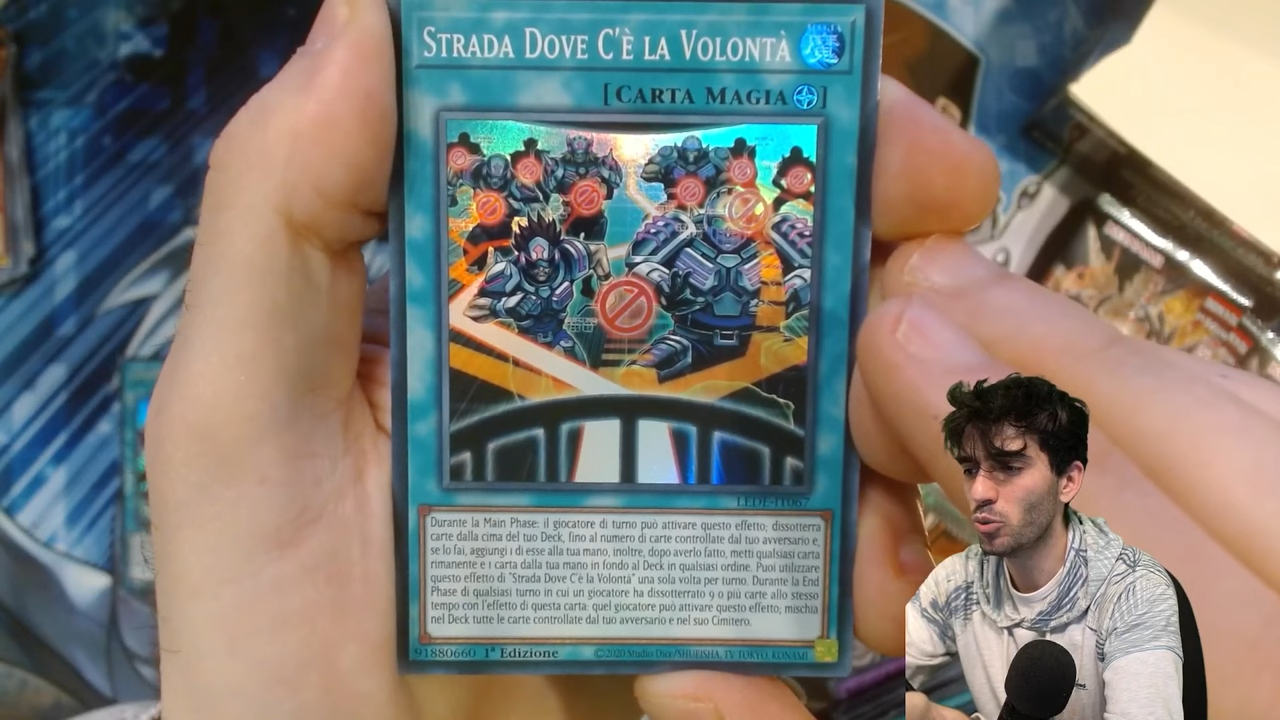 STRADA DOVE C'È LA VOLONTÀ
[CARTA MAGIA]
LEDE-IT067
Durante la Main Phase: il giocatore di turno può attivare questo effetto; dissotterra
carte dalla cima del tuo Deck, fino al numero di carte controllate dal tuo avversario e,
se lo fai, aggiungi 1 di esse alla tua mano, inoltre, dopo averlo fatto, metti qualsiasi carta
rimanente e 1 carta dalla tua mano in fondo al Deck in qualsiasi ordine. Puoi utilizzare
questo effetto di "Strada Dove C'è la Volontà" una sola volta per turno. Durante la End
Phase di qualsiasi turno in cui un giocatore ha dissotterrato 9 o più carte allo stesso
tempo con l'effetto di questa carta: quel giocatore può attivare questo effetto; mischia
nel Deck tutte le carte controllate dal tuo avversario e nel suo Cimitero.
91880660 1ª Edizione ©2020 Studio Dice/SHUEISHA, TV TOKYO, KONAMI